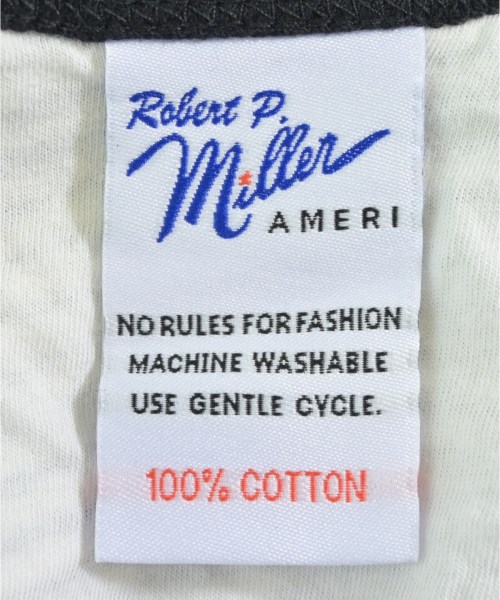 Robert P.
Miller
AMERI
NO RULES FOR FASHION
MACHINE WASHABLE
USE GENTLE CYCLE.
100% COTTON